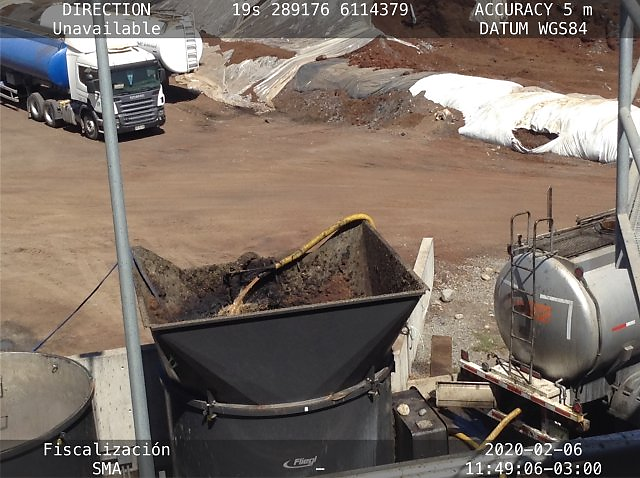 DIRECTION
Unavailable
19s 289176 6114379
ACCURACY 5 m
DATUM WGS84
Fliegl
Fiscalización
SMA
2020-02-06
11:49:06-03:00